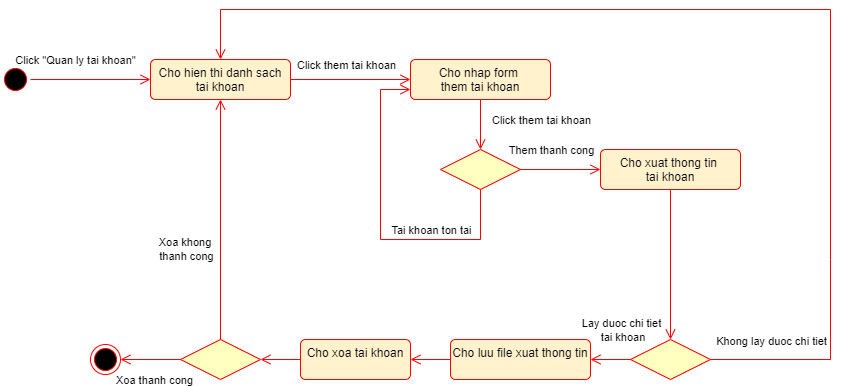 Click "Quan ly tai khoan"
Cho hien thi danh sach
tai khoan
Click them tai khoan
Cho nhap form
them tai khoan
Click them tai khoan
Them thanh cong
Cho xuat thong tin
tai khoan
Tai khoan ton tai
Xoa khong
thanh cong
Lay duoc chi tiet
tai khoan
Khong lay duoc chi tiet
Cho luu file xuat thong tin
Cho xoa tai khoan
Xoa thanh cong